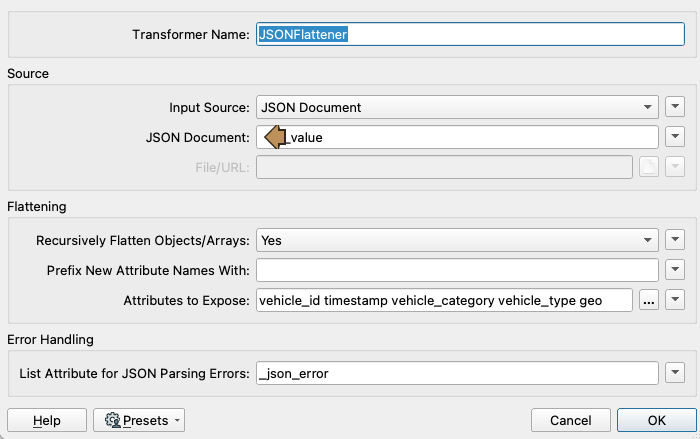 Transformer Name: JSONFlattener
Source
Input Source: JSON Document
JSON Document: _value
File/URL:
Flattening
Recursively Flatten Objects/Arrays: Yes
Prefix New Attribute Names With:
Attributes to Expose: vehicle_id timestamp vehicle_category vehicle_type geo ...
Error Handling
List Attribute for JSON Parsing Errors: _json_error
Help Presets Cancel OK